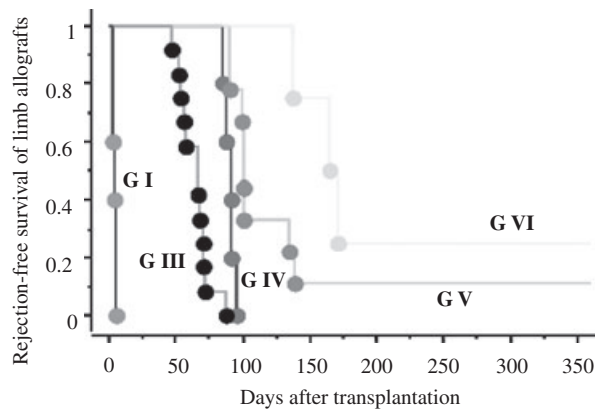 Rejection-free survival of limb allografts
1
0.8
0.6
0.4
0.2
0
G I
G III
G IV
G V
G VI
0 50 100 150 200 250 300 350
Days after transplantation